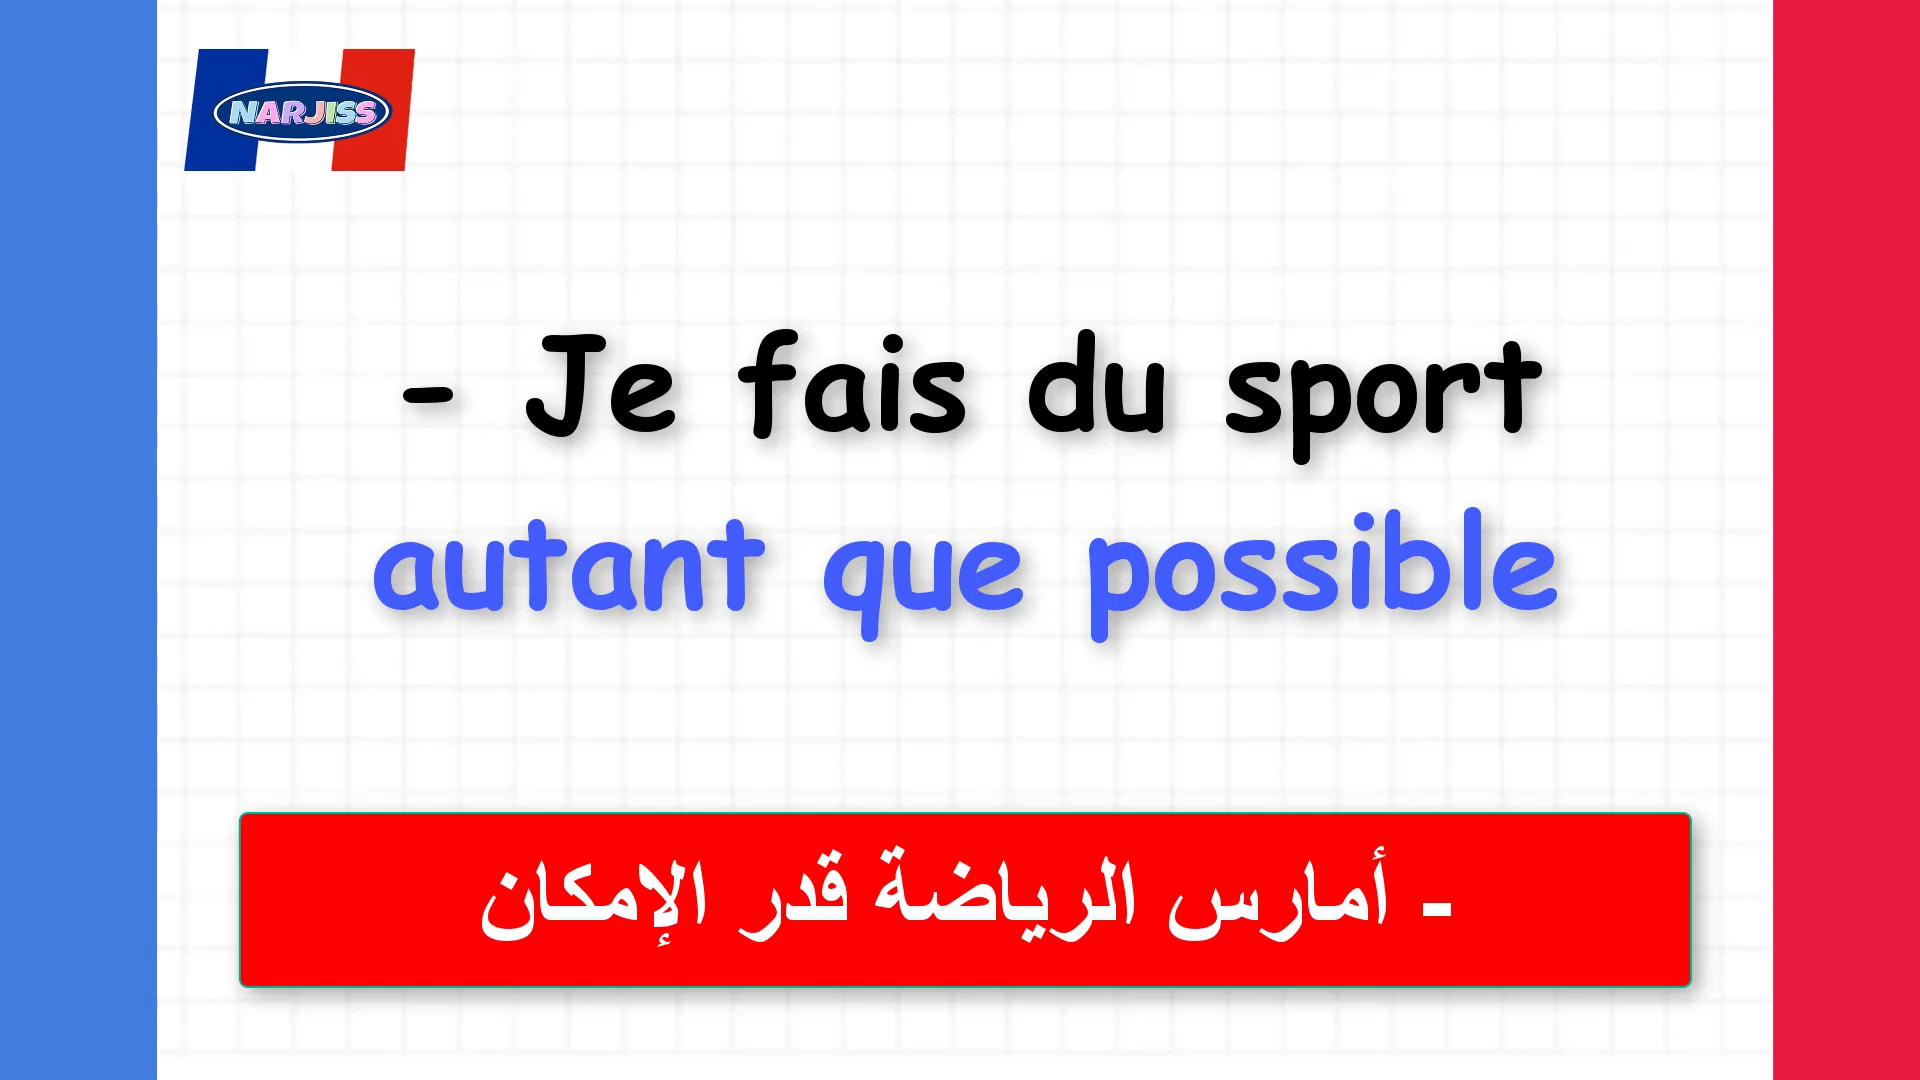 NARJISS
- Je fais du sport
autant que possible
- أمارس الرياضة قدر الإمكان